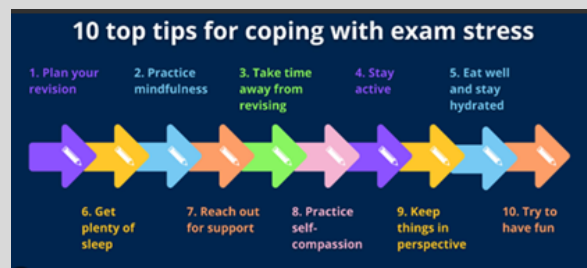 10 top tips for coping with exam stress
1. Plan your
revision
2. Practice
mindfulness
3. Take time
away from
revising
4. Stay
active
5. Eat well
and stay
hydrated
6. Get
plenty of
sleep
7. Reach out
for support
8. Practice
self-
compassion
9. Keep
things in
perspective
10. Try to
have fun